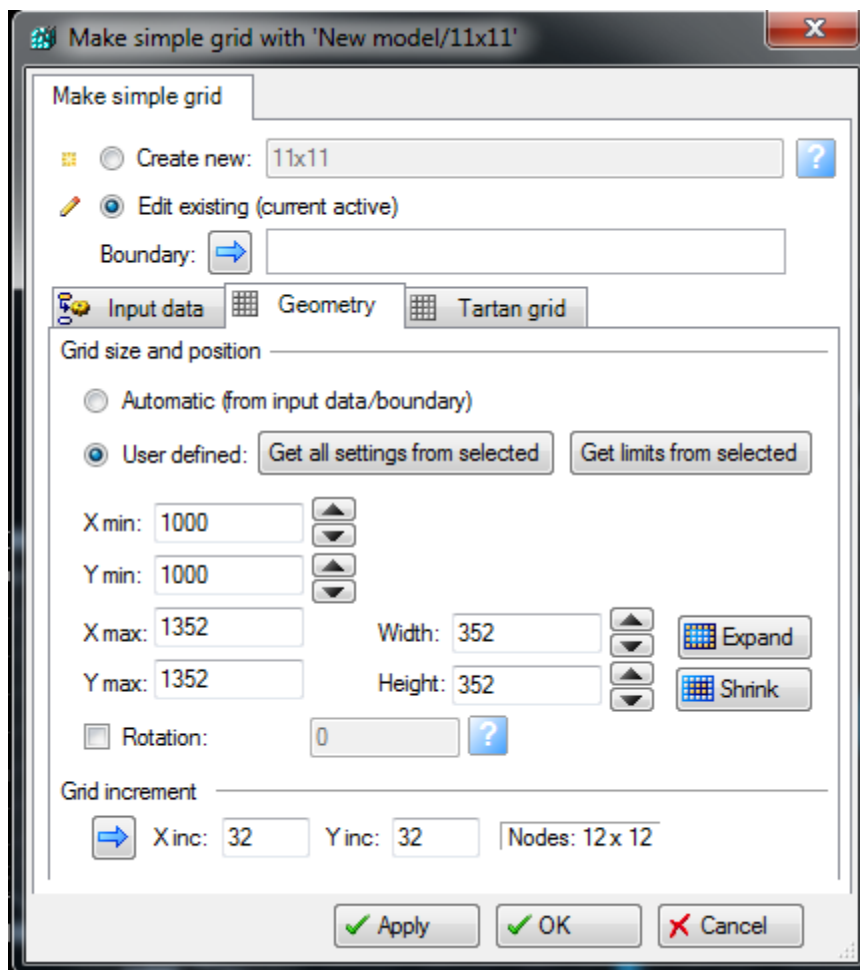 Make simple grid with 'New model/11x11'
Make simple grid
Create new: 11x11 ?
Edit existing (current active)
Boundary:
Input data Geometry Tartan grid
Grid size and position
Automatic (from input data/boundary)
User defined: Get all settings from selected Get limits from selected
X min: 1000
Y min: 1000
X max: 1352 Width: 352 Expand
Y max: 1352 Height: 352 Shrink
Rotation: 0 ?
Grid increment
X inc: 32 Y inc: 32 Nodes: 12 x 12
Apply OK Cancel